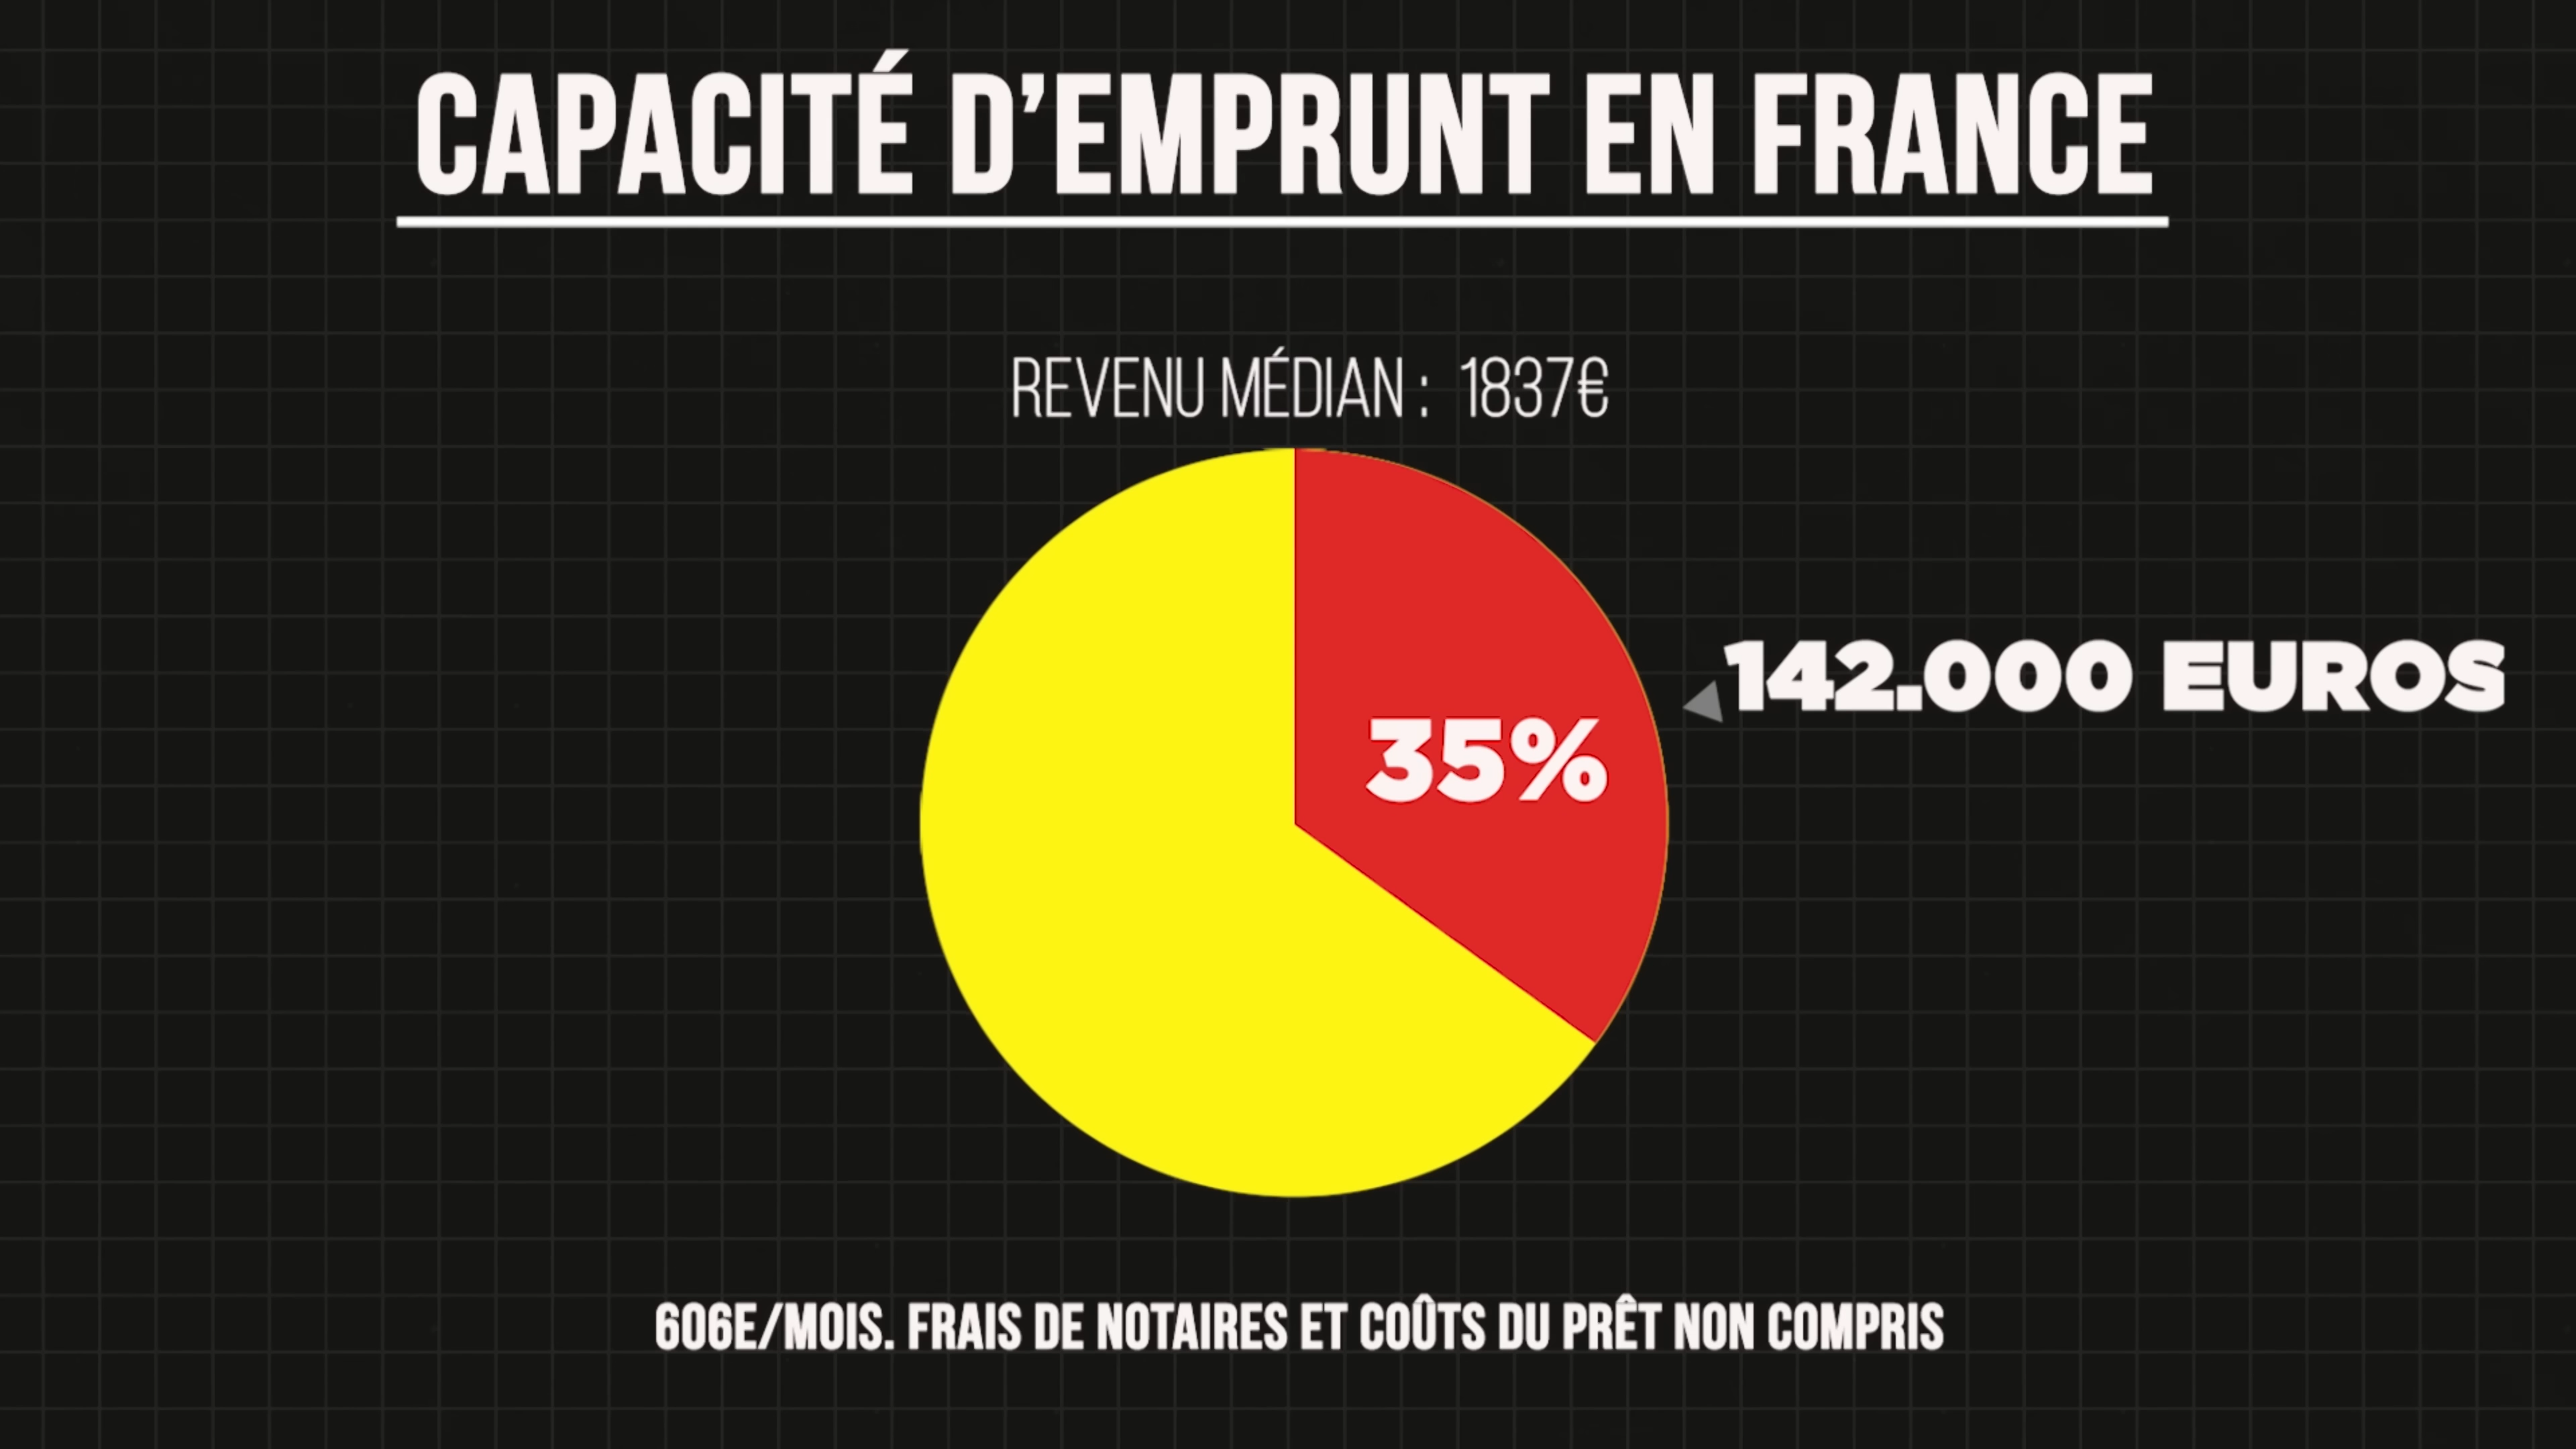 CAPACITÉ D’EMPRUNT EN FRANCE
REVENU MÉDIAN : 1837€
142.000 EUROS
35%
606E/MOIS. FRAIS DE NOTAIRES ET COÛTS DU PRÊT NON COMPRIS